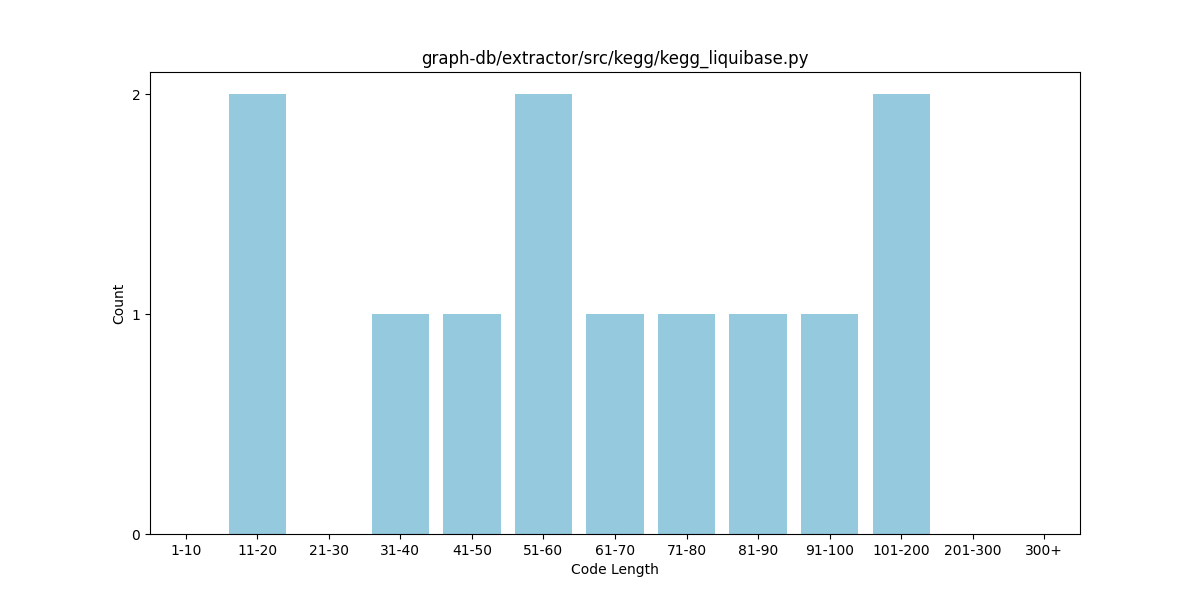 graph-db/extractor/src/kegg/kegg_liquibase.py
Count
2
1
0
1-10 11-20 21-30 31-40 41-50 51-60 61-70 71-80 81-90 91-100 101-200 201-300 300+
Code Length